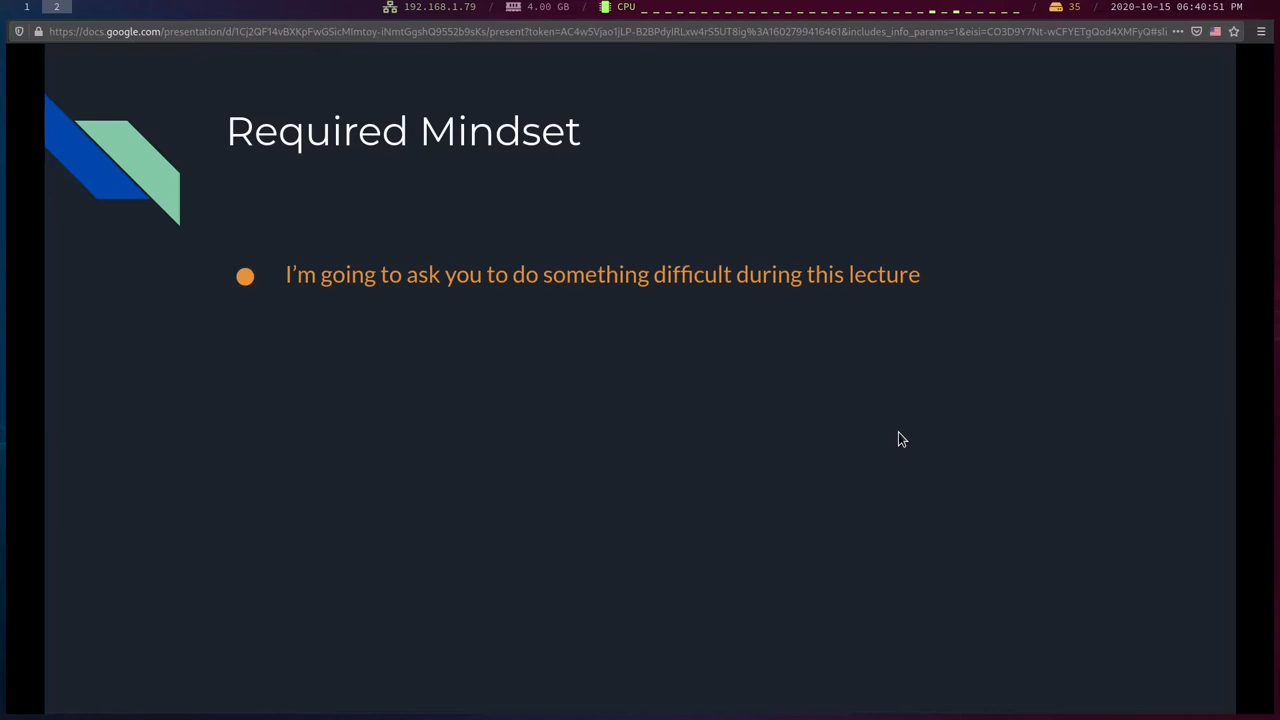 1 2 192.168.1.79 / 4.00 GB / CPU / 35 / 2020-10-15 06:40:51 PM
Required Mindset
I'm going to ask you to do something difficult during this lecture